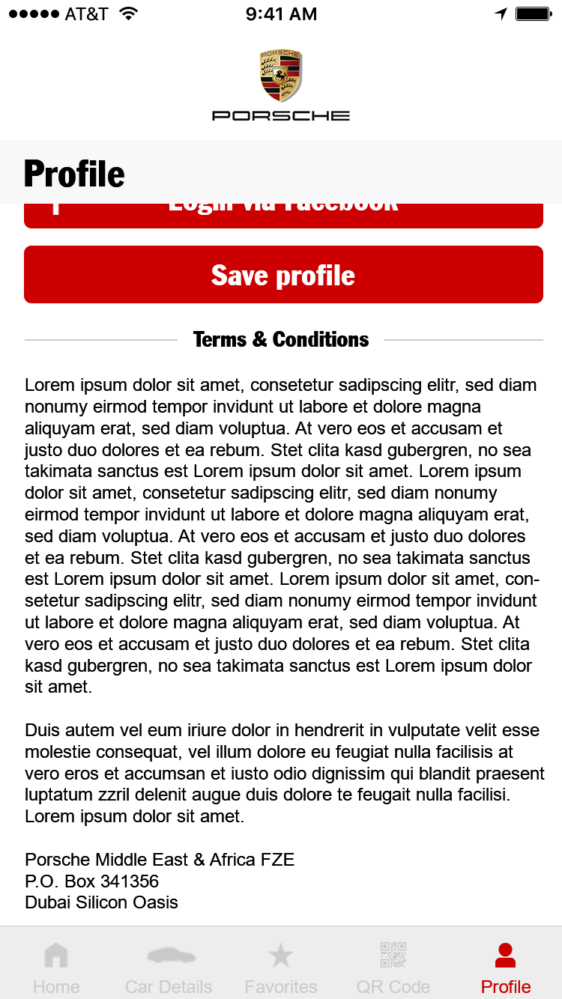 AT&T 9:41 AM
PORSCHE
PORSCHE
Profile
Login via Facebook
Save profile
Terms & Conditions
Lorem ipsum dolor sit amet, consetetur sadipscing elitr, sed diam
nonumy eirmod tempor invidunt ut labore et dolore magna
aliquyam erat, sed diam voluptua. At vero eos et accusam et
justo duo dolores et ea rebum. Stet clita kasd gubergren, no sea
takimata sanctus est Lorem ipsum dolor sit amet. Lorem ipsum
dolor sit amet, consetetur sadipscing elitr, sed diam nonumy
eirmod tempor invidunt ut labore et dolore magna aliquyam erat,
sed diam voluptua. At vero eos et accusam et justo duo dolores
et ea rebum. Stet clita kasd gubergren, no sea takimata sanctus
est Lorem ipsum dolor sit amet. Lorem ipsum dolor sit amet, con-
setetur sadipscing elitr, sed diam nonumy eirmod tempor invidunt
ut labore et dolore magna aliquyam erat, sed diam voluptua. At
vero eos et accusam et justo duo dolores et ea rebum. Stet clita
kasd gubergren, no sea takimata sanctus est Lorem ipsum dolor
sit amet.
Duis autem vel eum iriure dolor in hendrerit in vulputate velit esse
molestie consequat, vel illum dolore eu feugiat nulla facilisis at
vero eros et accumsan et iusto odio dignissim qui blandit praesent
luptatum zzril delenit augue duis dolore te feugait nulla facilisi.
Lorem ipsum dolor sit amet.
Porsche Middle East & Africa FZE
P.O. Box 341356
Dubai Silicon Oasis
Home Car Details Favorites QR Code Profile